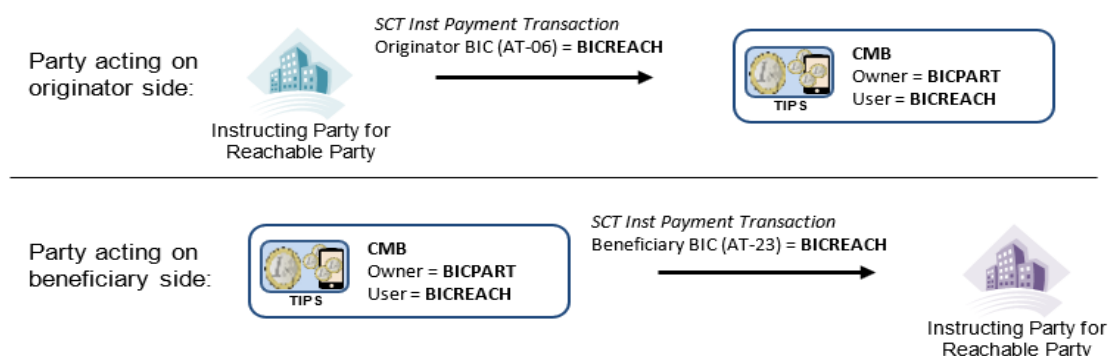 SCT Inst Payment Transaction
Originator BIC (AT-06) = BICREACH
Party acting on
originator side:
CMB
Owner = BICPART
User = BICREACH
TIPS
Instructing Party for
Reachable Party
SCT Inst Payment Transaction
Beneficiary BIC (AT-23) = BICREACH
Party acting on
beneficiary side:
CMB
Owner = BICPART
User = BICREACH
TIPS
Instructing Party for
Reachable Party